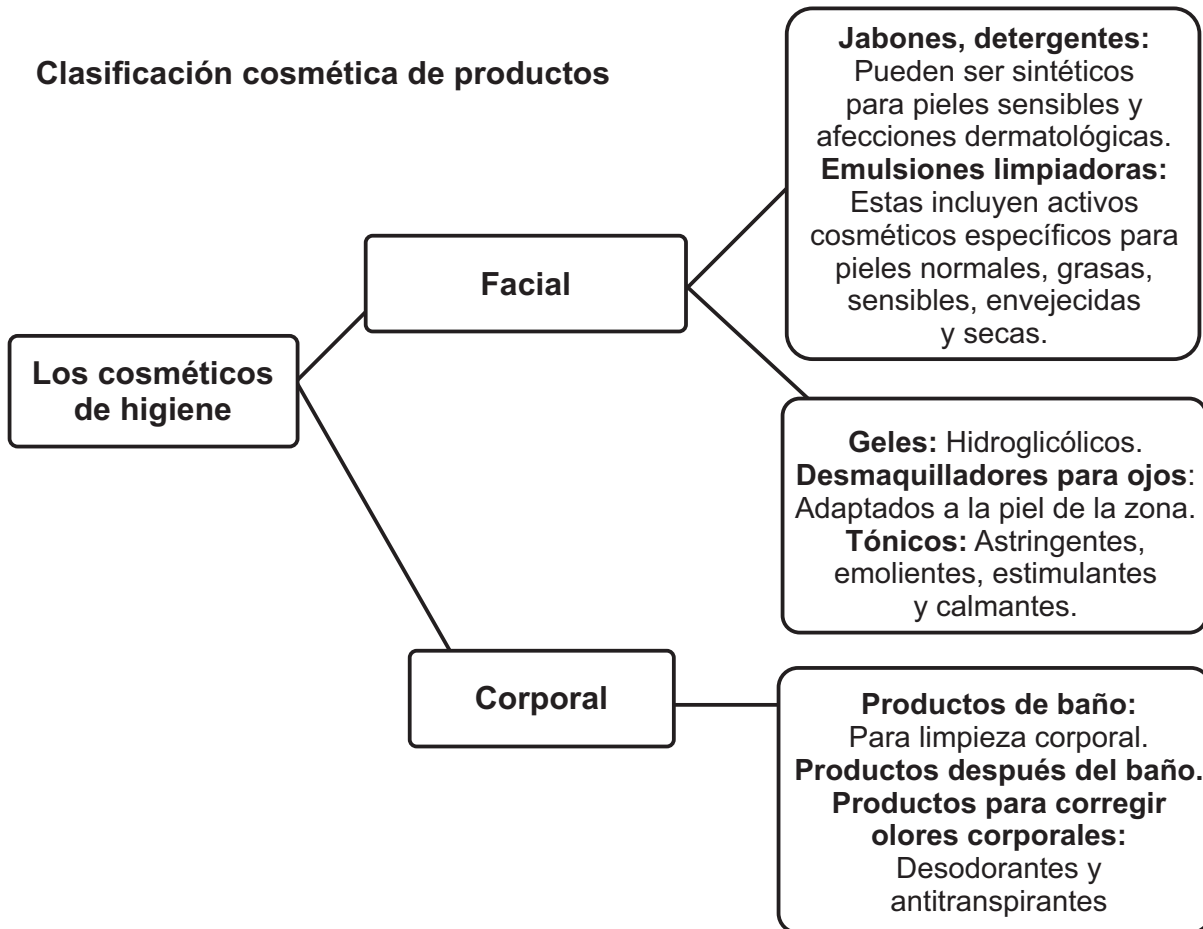 Clasificación cosmética de productos
Jabones, detergentes:
Pueden ser sintéticos
para pieles sensibles y
afecciones dermatológicas.
Emulsiones limpiadoras:
Estas incluyen activos
cosméticos específicos para
pieles normales, grasas,
sensibles, envejecidas
y secas.
Facial
Los cosméticos
de higiene
Geles: Hidroglicólicos.
Desmaquilladores para ojos:
Adaptados a la piel de la zona.
Tónicos: Astringentes,
emolientes, estimulantes
y calmantes.
Corporal
Productos de baño:
Para limpieza corporal.
Productos después del baño.
Productos para corregir
olores corporales:
Desodorantes y
antitranspirantes